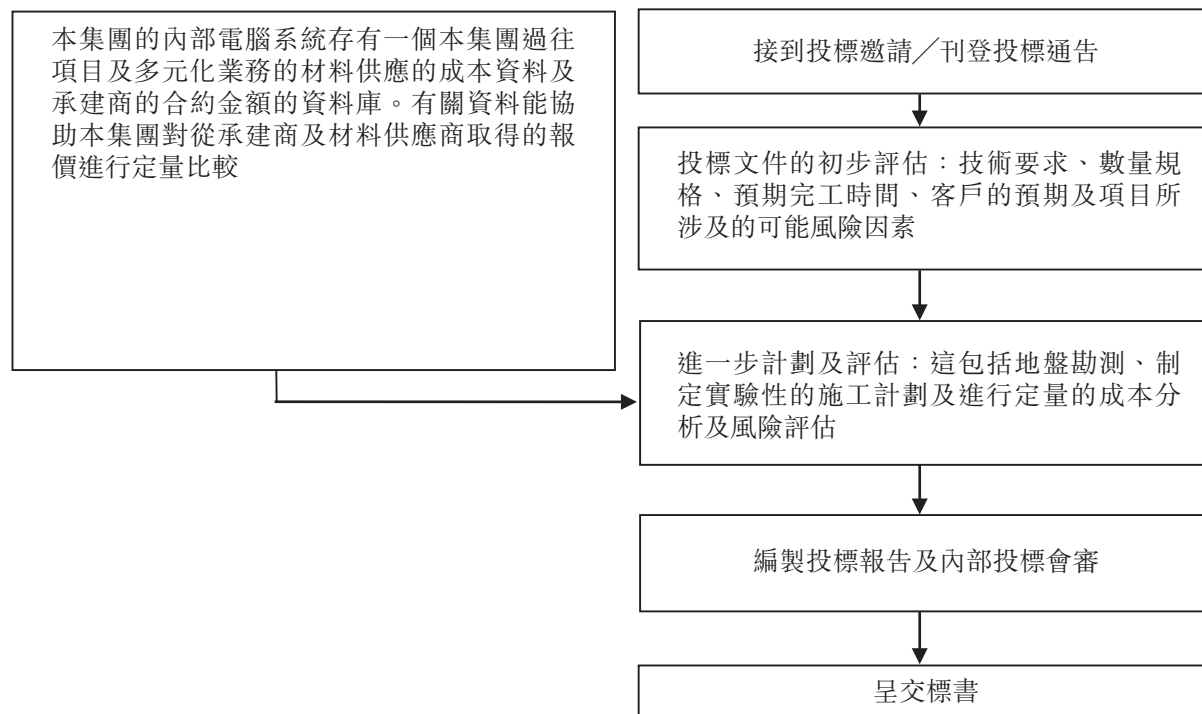 本集團的內部電腦系統存有一個本集團過往
項目及多元化業務的材料供應的成本資料及
承建商的合約金額的資料庫。有關資料能協
助本集團對從承建商及材料供應商取得的報
價進行定量比較
接到投標邀請／刊登投標通告
投標文件的初步評估：技術要求、數量規
格、預期完工時間、客戶的預期及項目所
涉及的可能風險因素
進一步計劃及評估：這包括地盤勘測、制
定實驗性的施工計劃及進行定量的成本分
析及風險評估
編製投標報告及內部投標會審
呈交標書